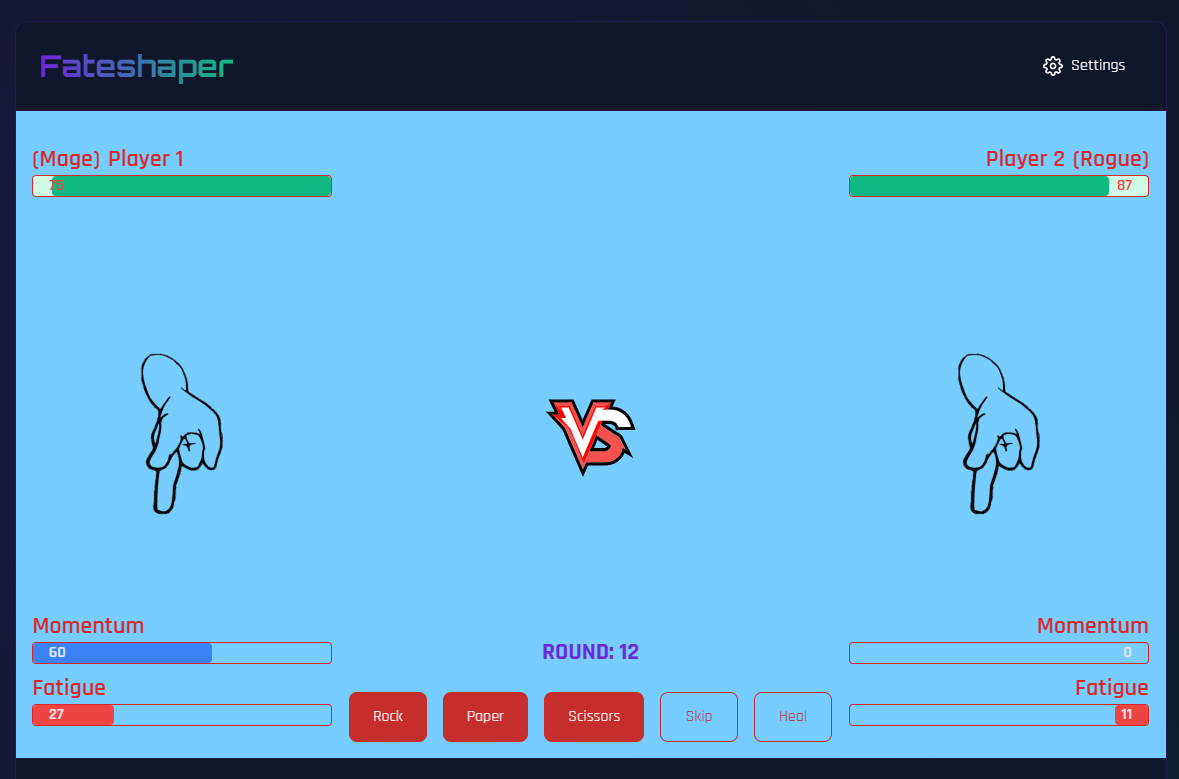 Fateshaper
Settings
(Mage) Player 1
75
Player 2 (Rogue)
87
VS
Momentum
60
Fatigue
27
ROUND: 12
Rock
Paper
Scissors
Skip
Heal
Momentum
0
Fatigue
11